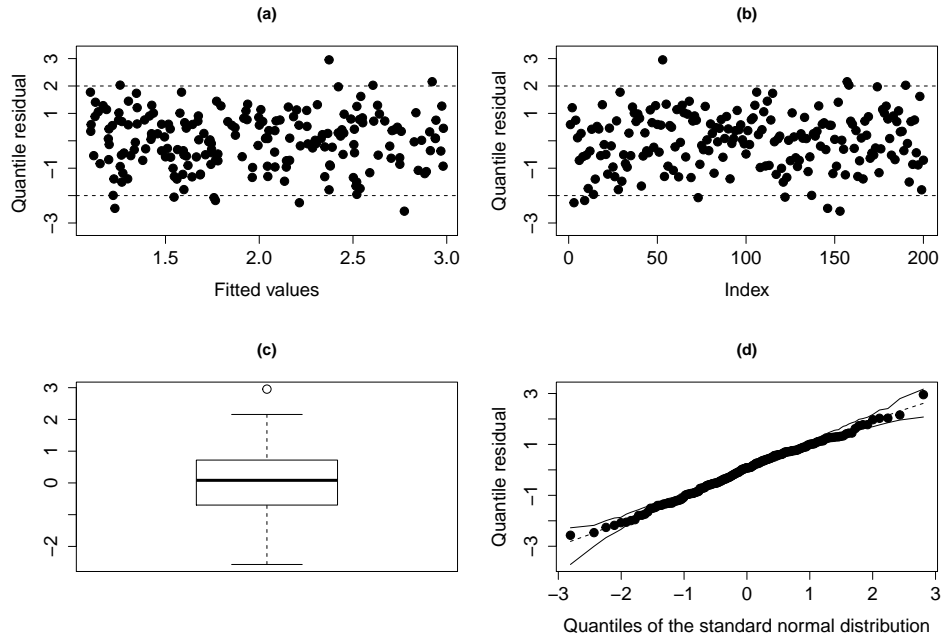 (a)
Quantile residual
3
2
1
−1
−3
1.5 2.0 2.5 3.0
Fitted values
(b)
Quantile residual
3
2
1
−1
−3
0 50 100 150 200
Index
(c)
3
2
0
−2
(d)
Quantile residual
3
1
−1
−3
−3 −2 −1 0 1 2 3
Quantiles of the standard normal distribution